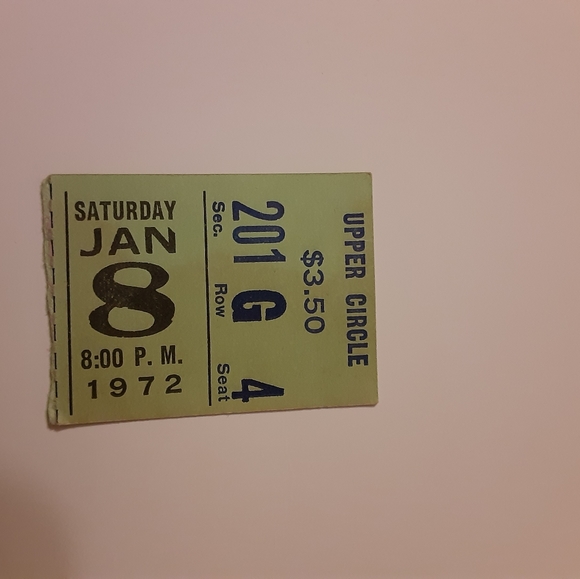 SATURDAY
JAN
8
8:00 P. M.
1972
UPPER CIRCLE
$3.50
201 G 4
Sec. Row Seat